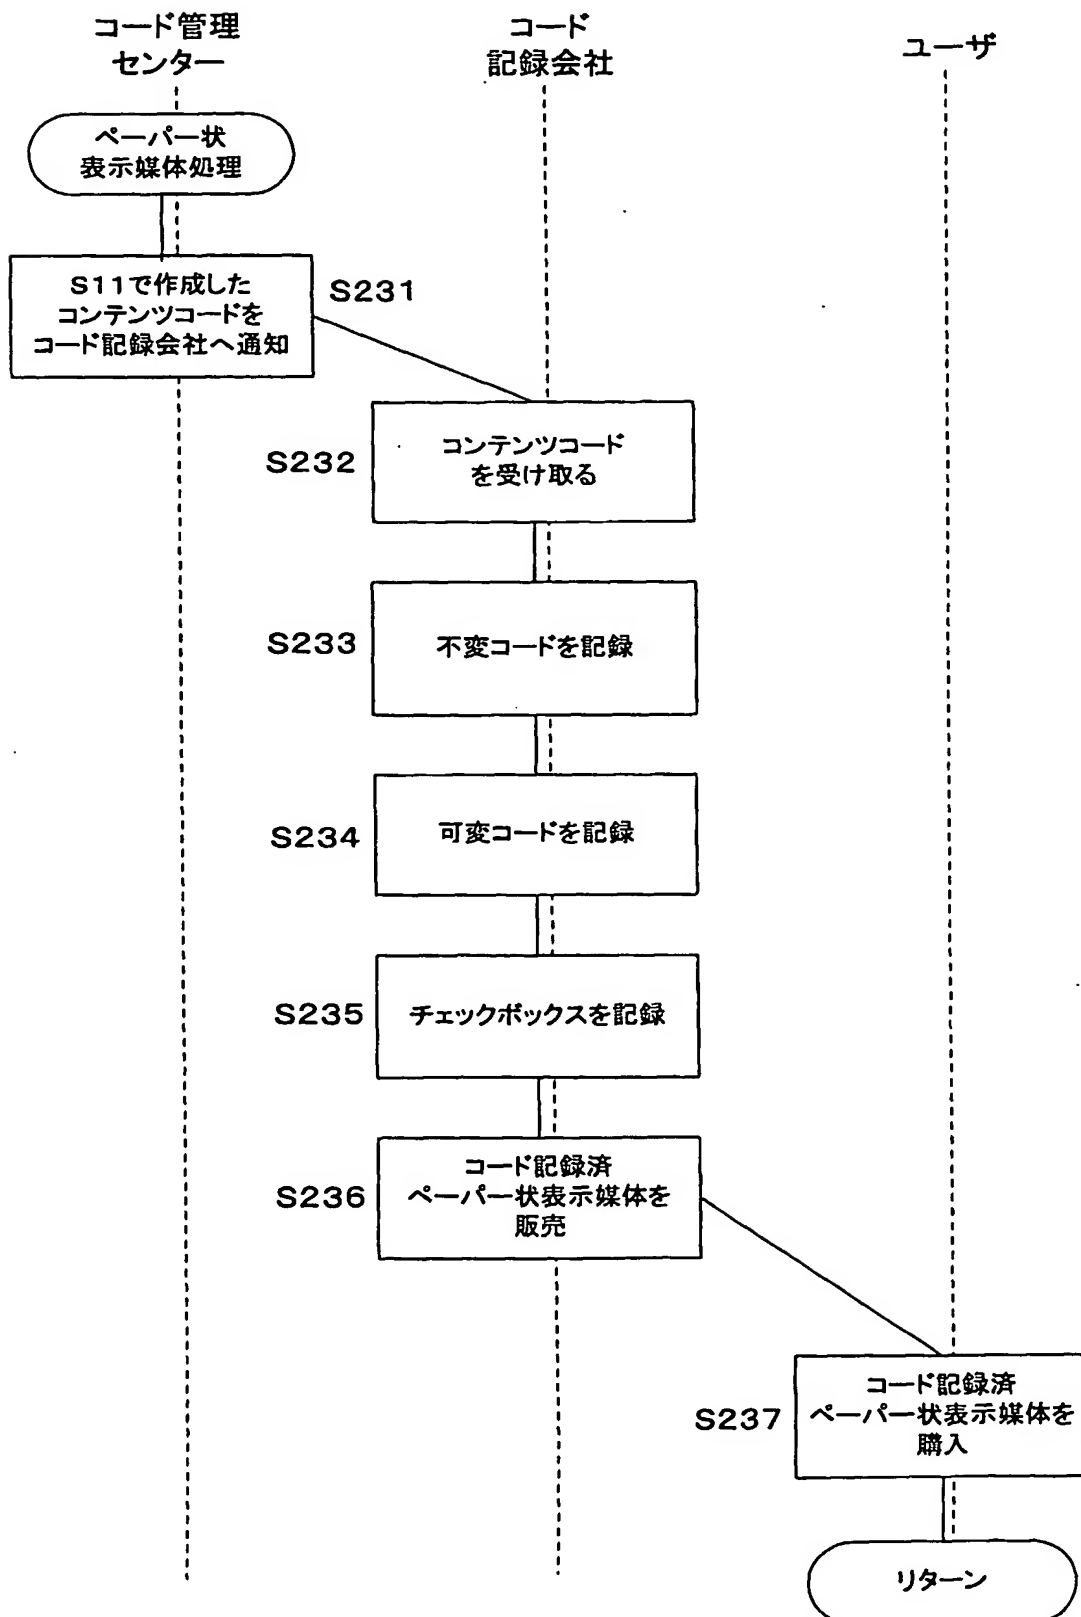 コード管理
センター
コード
記録会社
ユーザ
ペーパー状
表示媒体処理
S11で作成した
コンテンツコードを
コード記録会社へ通知
S231
S232
コンテンツコード
を受け取る
S233
不変コードを記録
S234
可変コードを記録
S235
チェックボックスを記録
S236
コード記録済
ペーパー状表示媒体を
販売
S237
コード記録済
ペーパー状表示媒体を
購入
リターン